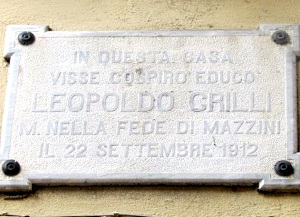 IN QUESTA CASA
VISSE COSPIRÒ EDUCÒ
LEOPOLDO GRILLI
M. NELLA FEDE DI MAZZINI
IL 22 SETTEMBRE 1912